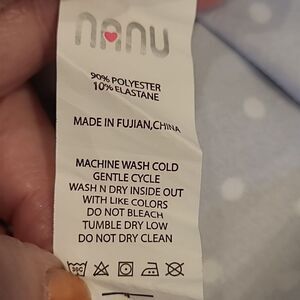 nanu
90% POLYESTER
10% ELASTANE
MADE IN FUJIAN,CHINA
MACHINE WASH COLD
GENTLE CYCLE
WASH N DRY INSIDE OUT
WITH LIKE COLORS
DO NOT BLEACH
TUMBLE DRY LOW
DO NOT DRY CLEAN